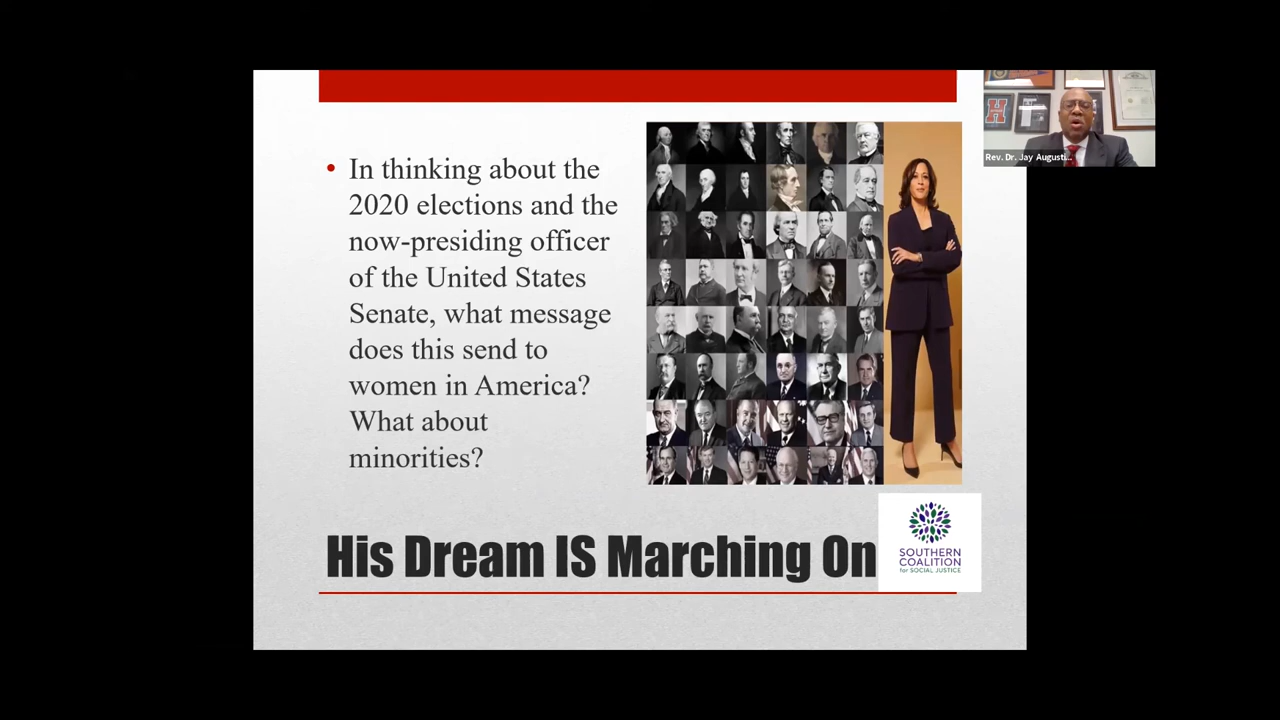 • In thinking about the
2020 elections and the
now-presiding officer
of the United States
Senate, what message
does this send to
women in America?
What about
minorities?
His Dream IS Marching On
SOUTHERN
COALITION
for SOCIAL JUSTICE
H
Rev. Dr. Jay Augusti...